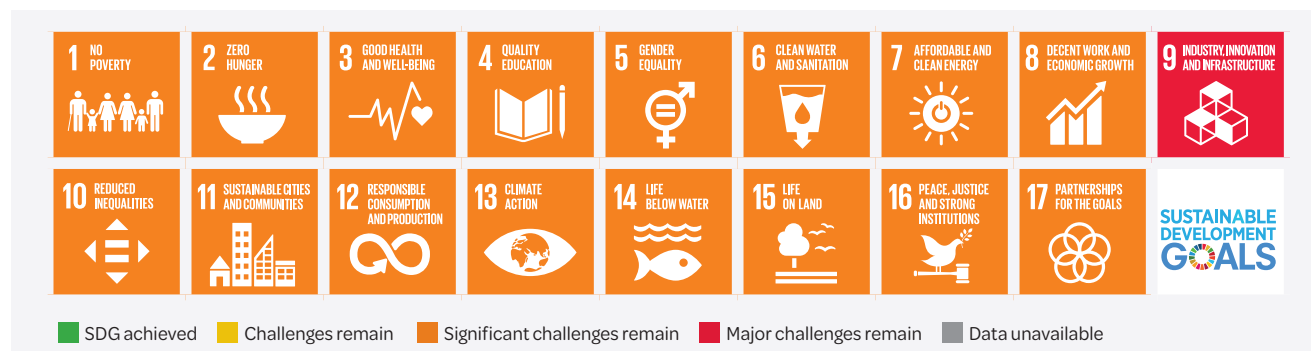 1 NO
POVERTY
2 ZERO
HUNGER
3 GOOD HEALTH
AND WELL-BEING
4 QUALITY
EDUCATION
5 GENDER
EQUALITY
6 CLEAN WATER
AND SANITATION
7 AFFORDABLE AND
CLEAN ENERGY
8 DECENT WORK AND
ECONOMIC GROWTH
9 INDUSTRY, INNOVATION
AND INFRASTRUCTURE
10 REDUCED
INEQUALITIES
11 SUSTAINABLE CITIES
AND COMMUNITIES
12 RESPONSIBLE
CONSUMPTION
AND PRODUCTION
13 CLIMATE
ACTION
14 LIFE
BELOW WATER
15 LIFE
ON LAND
16 PEACE, JUSTICE
AND STRONG
INSTITUTIONS
17 PARTNERSHIPS
FOR THE GOALS
SUSTAINABLE
DEVELOPMENT
GOALS
SDG achieved Challenges remain Significant challenges remain Major challenges remain Data unavailable